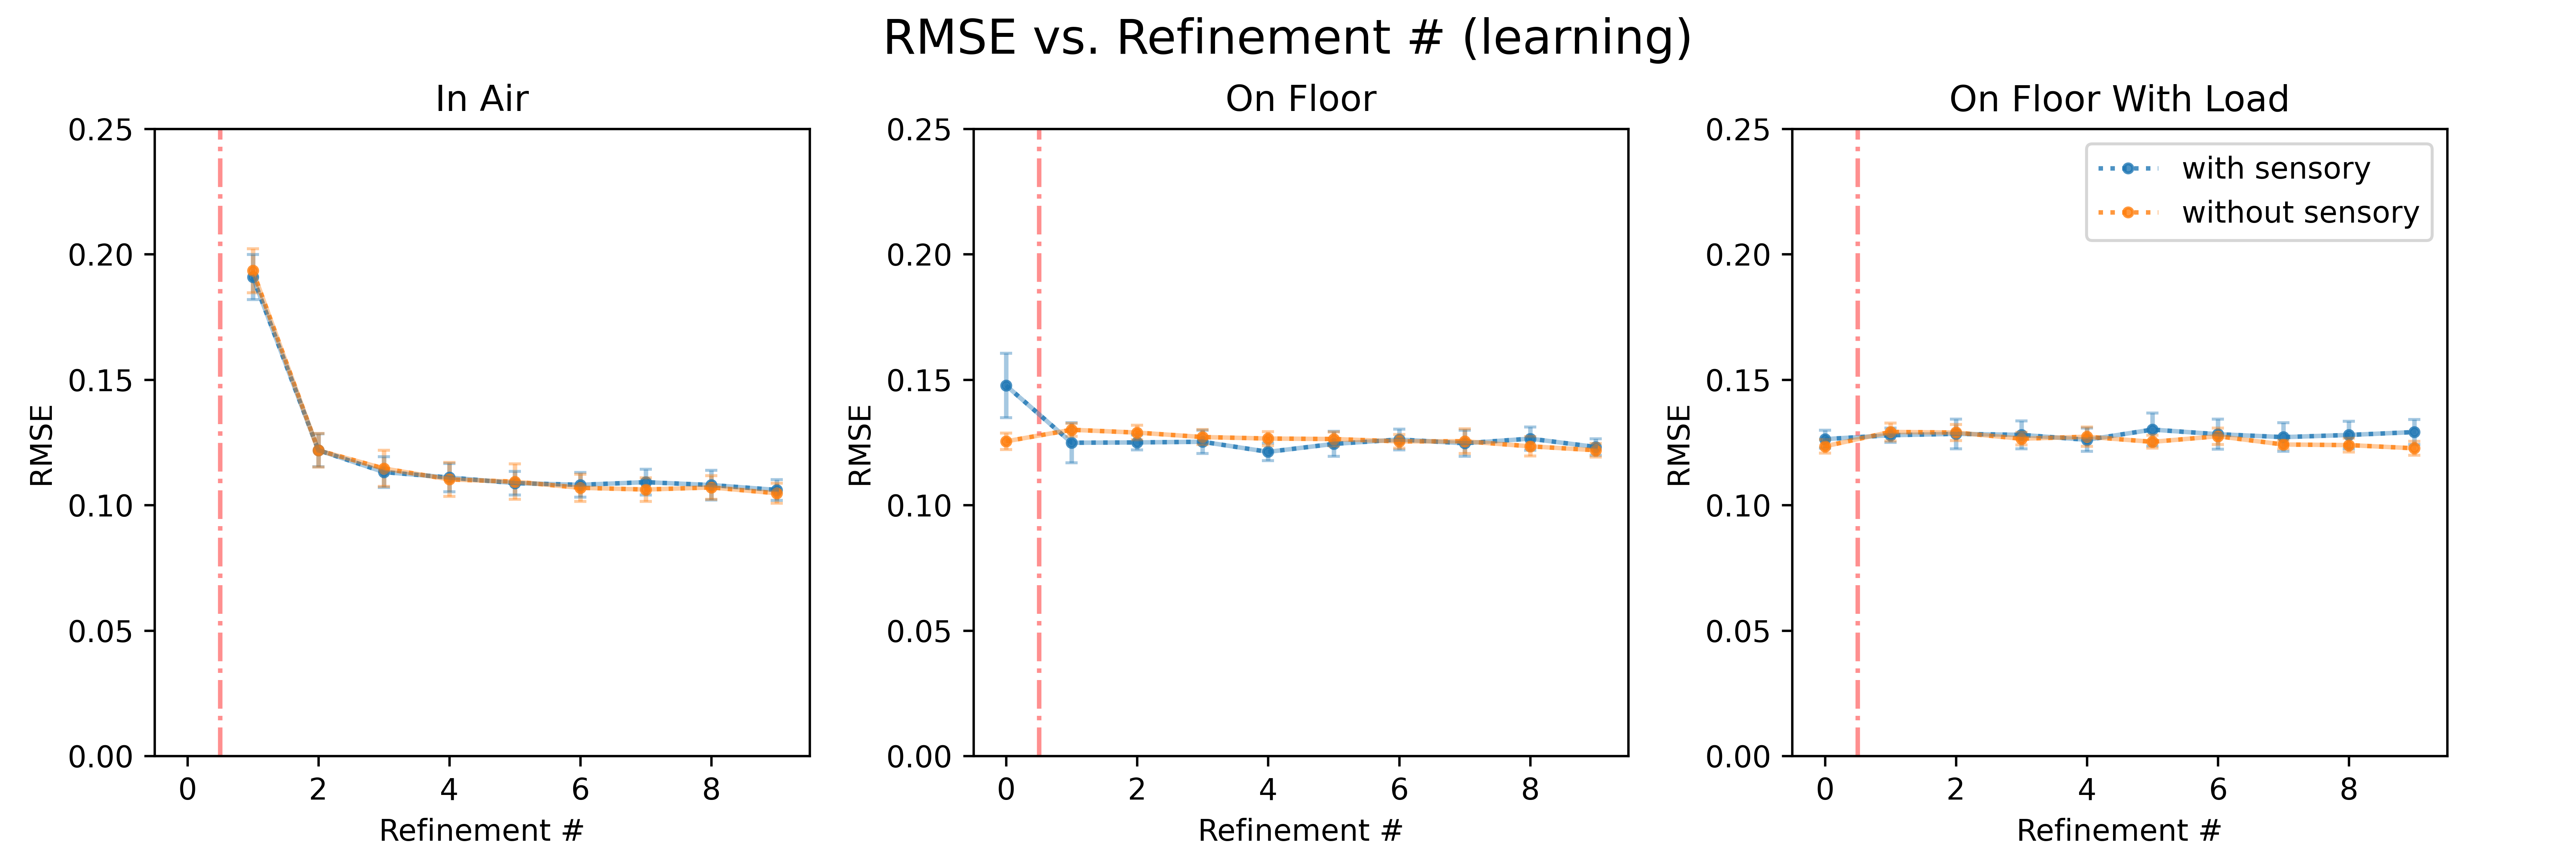 RMSE vs. Refinement # (learning)
In Air
0.25
0.20
0.15
0.10
0.05
0.00
RMSE
0 2 4 6 8
Refinement #
On Floor
0.25
0.20
0.15
0.10
0.05
0.00
RMSE
0 2 4 6 8
Refinement #
On Floor With Load
0.25
0.20
0.15
0.10
0.05
0.00
RMSE
with sensory
without sensory
0 2 4 6 8
Refinement #